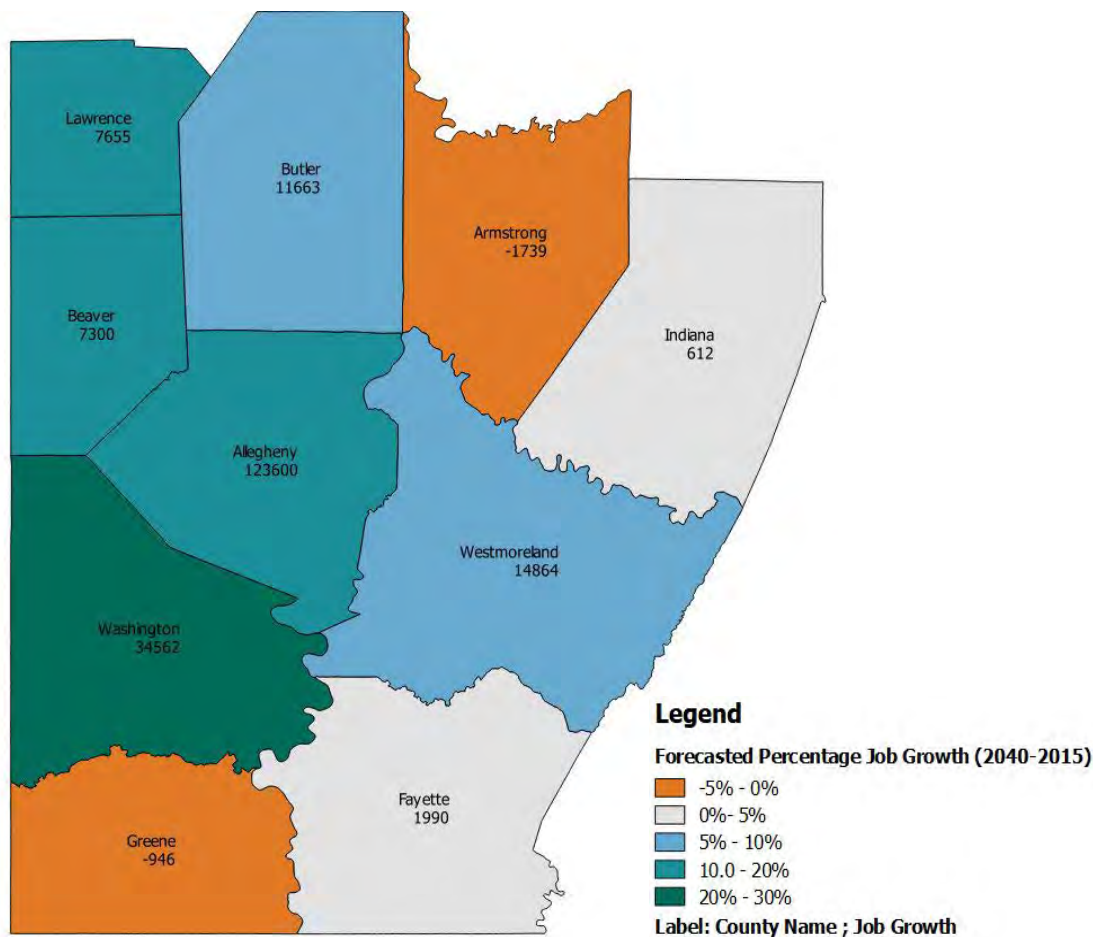 Lawrence
7655
Butler
11663
Armstrong
-1739
Beaver
7300
Indiana
612
Allegheny
123600
Westmoreland
14864
Washington
34562
Fayette
1990
Greene
-946
Legend
Forecasted Percentage Job Growth (2040-2015)
-5% - 0%
0%- 5%
5% - 10%
10.0 - 20%
20% - 30%
Label: County Name ; Job Growth